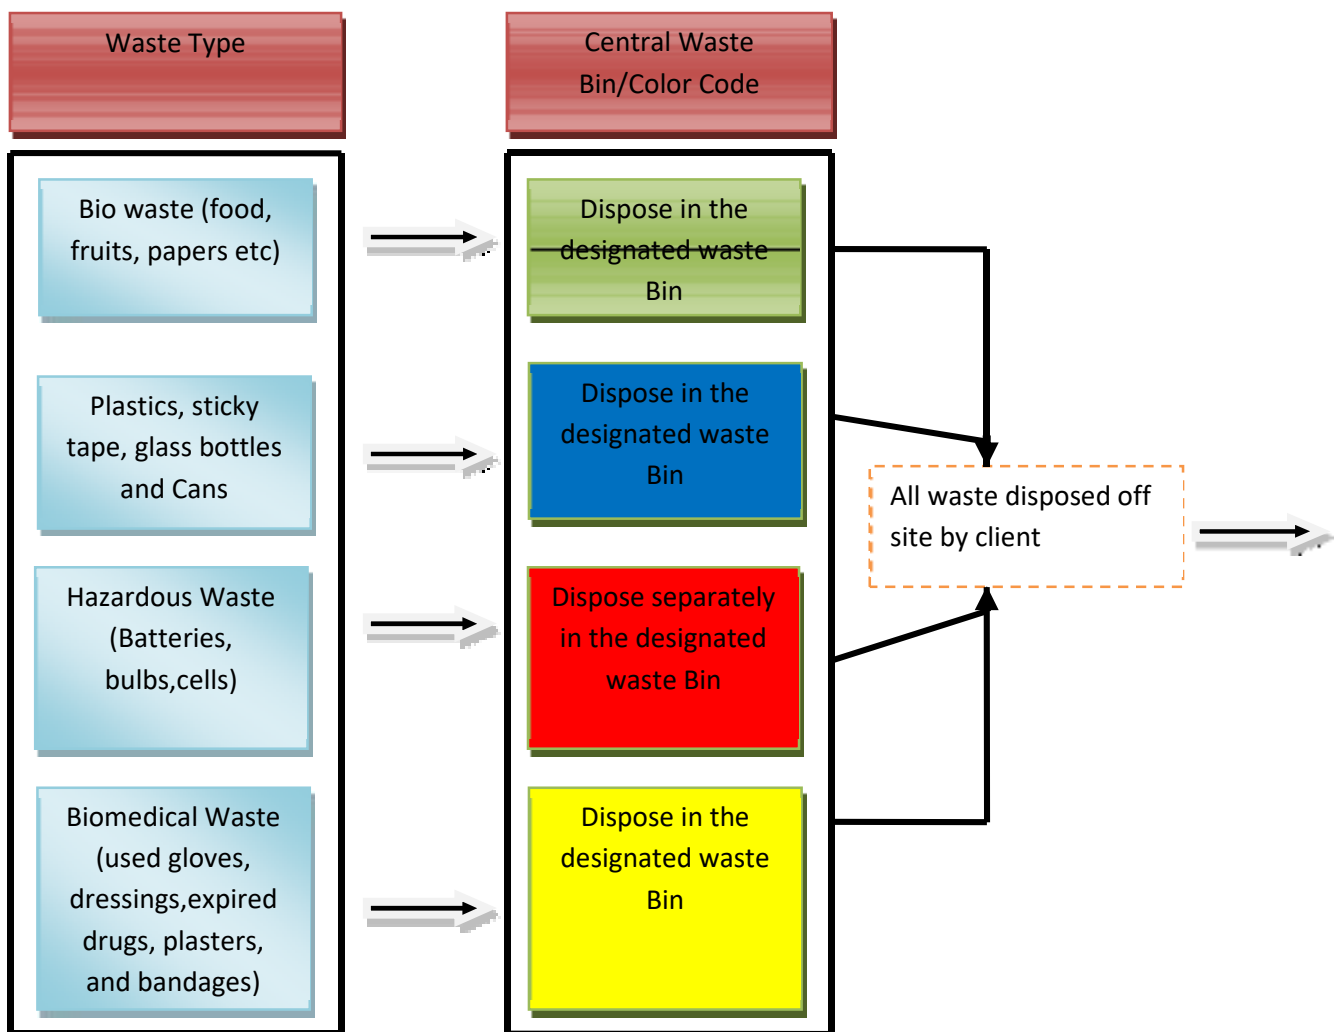 Waste Type
Central Waste
Bin/Color Code
Bio waste (food,
fruits, papers etc)
Dispose in the
designated waste
Bin
Plastics, sticky
tape, glass bottles
and Cans
Dispose in the
designated waste
Bin
All waste disposed off
site by client
Hazardous Waste
(Batteries,
bulbs,cells)
Dispose separately
in the designated
waste Bin
Biomedical Waste
(used gloves,
dressings,expired
drugs, plasters,
and bandages)
Dispose in the
designated waste
Bin